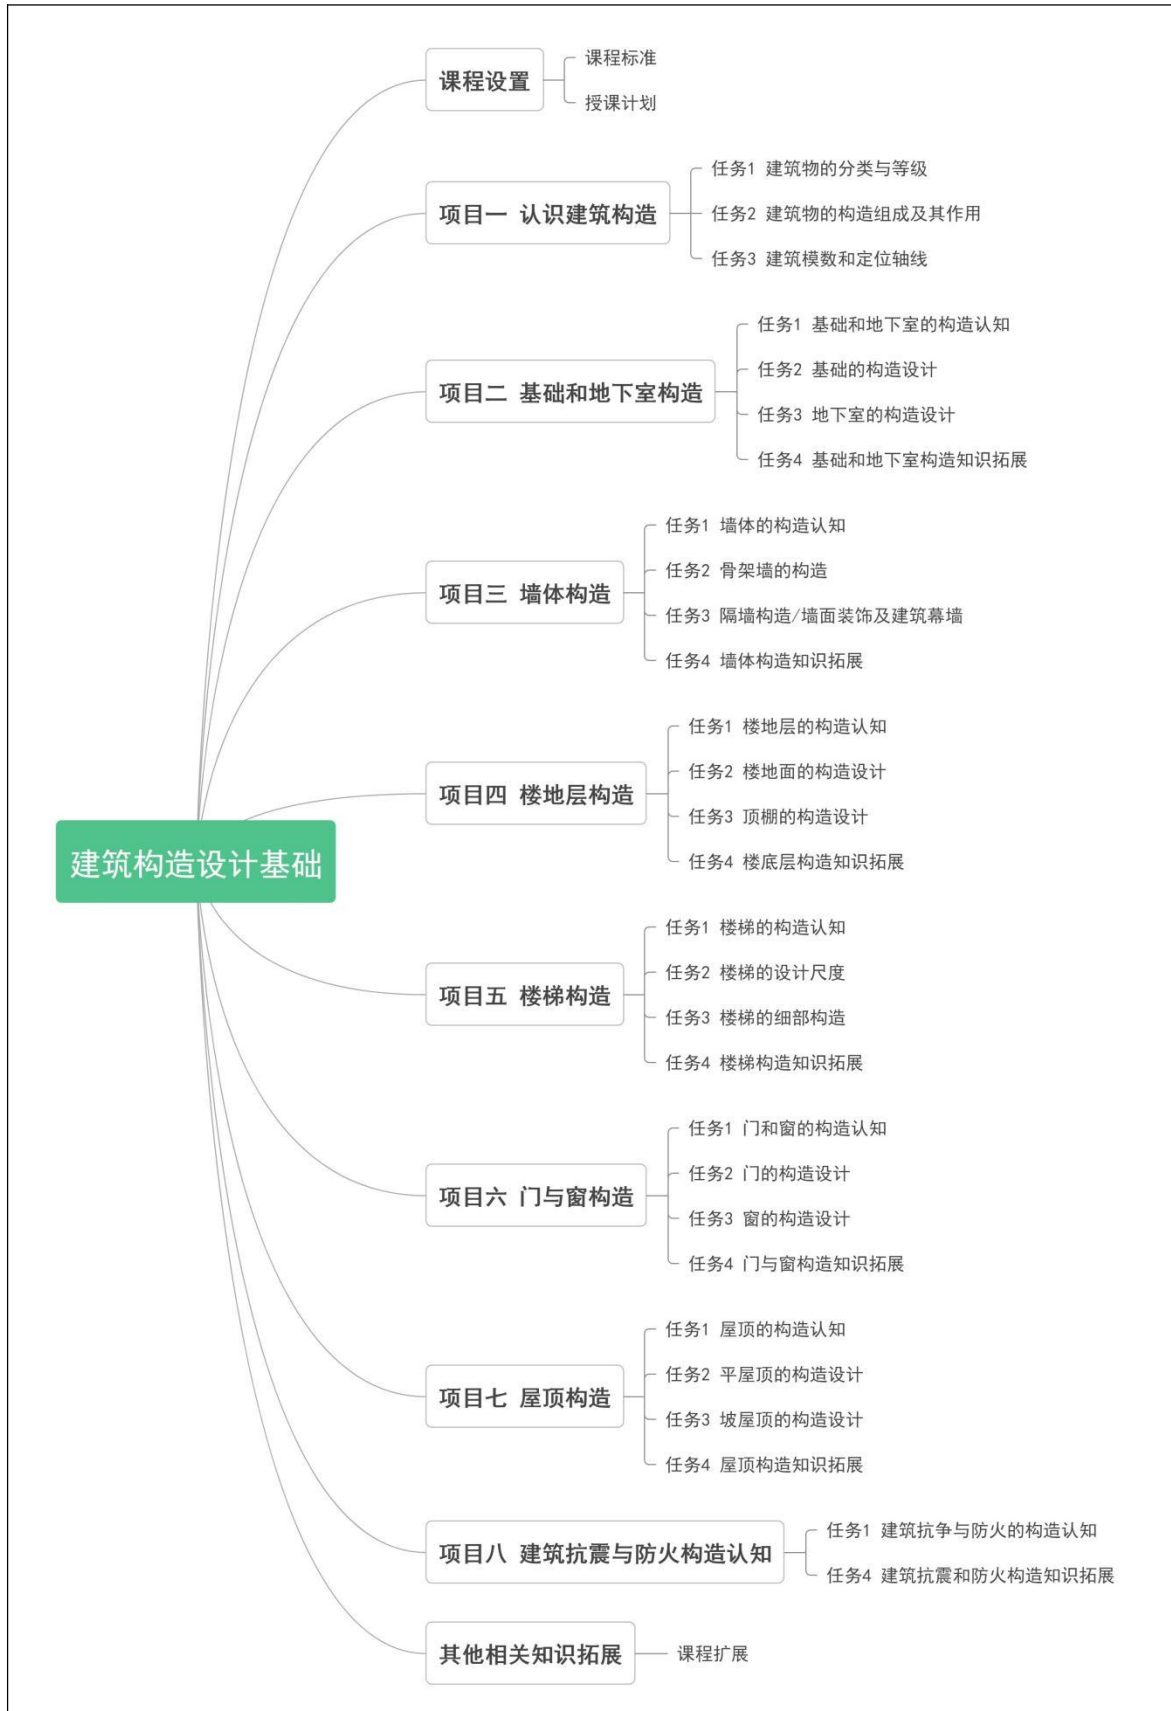 课程设置
课程标准
授课计划
项目一 认识建筑构造
任务1 建筑物的分类与等级
任务2 建筑物的构造组成及其作用
任务3 建筑模数和定位轴线
项目二 基础和地下室构造
任务1 基础和地下室的构造认知
任务2 基础的构造设计
任务3 地下室的构造设计
任务4 基础和地下室构造知识拓展
项目三 墙体构造
任务1 墙体的构造认知
任务2 骨架墙的构造
任务3 隔墙构造/墙面装饰及建筑幕墙
任务4 墙体构造知识拓展
项目四 楼地层构造
任务1 楼地层的构造认知
任务2 楼地面的构造设计
任务3 顶棚的构造设计
任务4 楼底层构造知识拓展
建筑构造设计基础
项目五 楼梯构造
任务1 楼梯的构造认知
任务2 楼梯的设计尺度
任务3 楼梯的细部构造
任务4 楼梯构造知识拓展
项目六 门与窗构造
任务1 门和窗的构造认知
任务2 门的构造设计
任务3 窗的构造设计
任务4 门与窗构造知识拓展
项目七 屋顶构造
任务1 屋顶的构造认知
任务2 平屋顶的构造设计
任务3 坡屋顶的构造设计
任务4 屋顶构造知识拓展
项目八 建筑抗震与防火构造认知
任务1 建筑抗争与防火的构造认知
任务4 建筑抗震和防火构造知识拓展
其他相关知识拓展
课程扩展